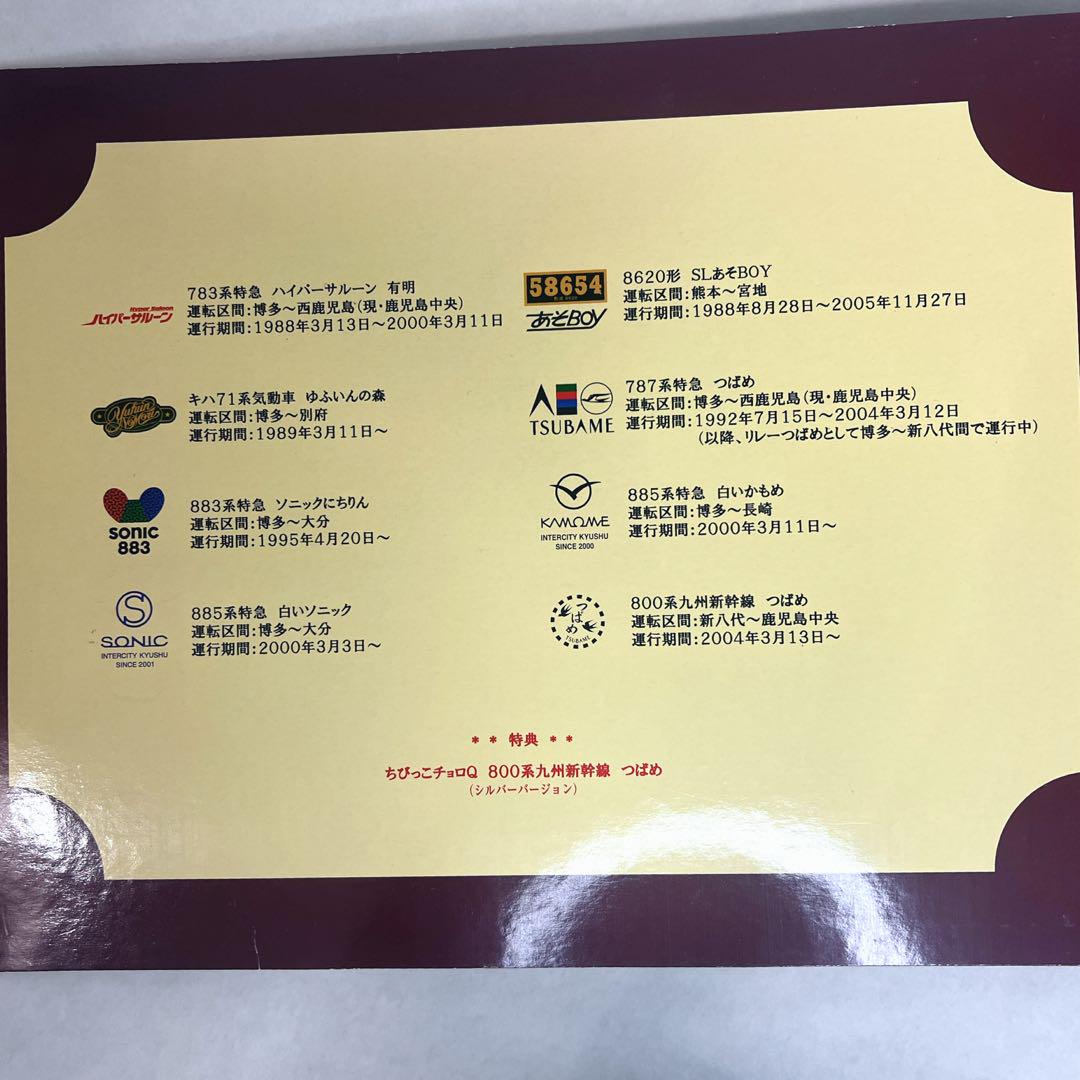 Hyper Saloon
ハイパーサルーン
783系特急 ハイパーサルーン 有明
運転区間:博多～西鹿児島(現・鹿児島中央)
運行期間:1988年3月13日～2000年3月11日
58654
あそBOY
8620形 SLあそBOY
運転区間:熊本～宮地
運行期間:1988年8月28日～2005年11月27日
Yufuin
キハ71系気動車 ゆふいんの森
運転区間:博多～別府
運行期間:1989年3月11日～
TSUBAME
787系特急 つばめ
運転区間:博多～西鹿児島(現・鹿児島中央)
運行期間:1992年7月15日～2004年3月12日
(以降、リレーつばめとして博多～新八代間で運行中)
SONIC
883
883系特急 ソニックにちりん
運転区間:博多～大分
運行期間:1995年4月20日～
KAMOME
INTERCITY KYUSHU
SINCE 2000
885系特急 白いかもめ
運転区間:博多～長崎
運行期間:2000年3月11日～
S
SONIC
INTERCITY KYUSHU
SINCE 2001
885系特急 白いソニック
運転区間:博多～大分
運行期間:2000年3月3日～
つばめ
TSUBAME
800系九州新幹線 つばめ
運転区間:新八代～鹿児島中央
運行期間:2004年3月13日～
＊＊ 特典 ＊＊
ちびっこチョロQ 800系九州新幹線 つばめ
(シルバーバージョン)